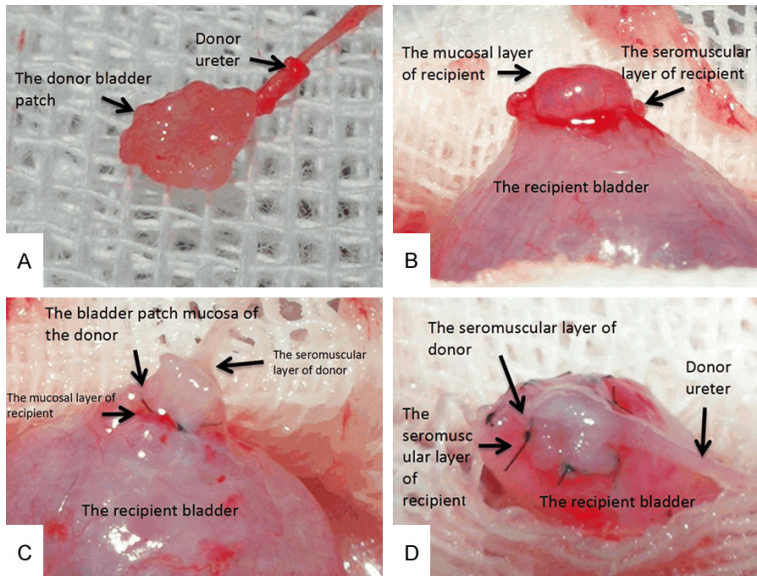 Donor
ureter
The donor bladder
patch
A
The mucosal layer
of recipient
The seromuscular
layer of recipient
The recipient bladder
B
The bladder patch mucosa of
the donor
The seromuscular
layer of donor
The mucosal layer of
recipient
The recipient bladder
C
The seromuscular layer of
donor
Donor
ureter
The
seromusc
ular layer
of
recipient
The recipient bladder
D